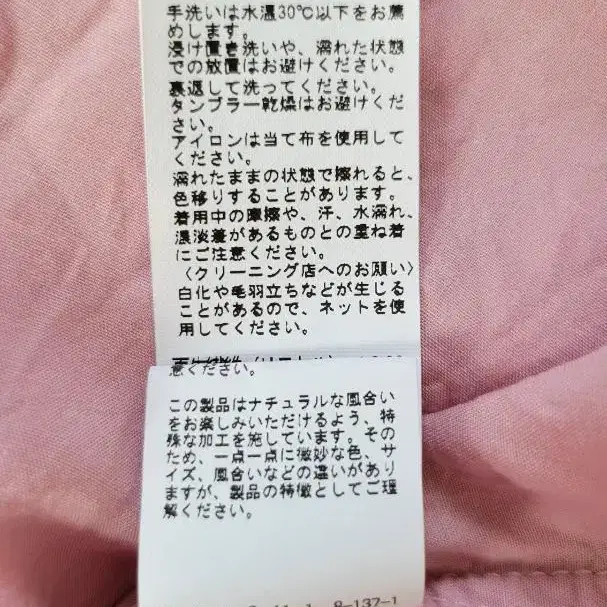 手洗いは水温30℃以下をお薦
めします。
浸け置き洗いや、濡れた状態
での放置はお避けください。
裏返して洗ってください。
タンブラー乾燥はお避けくだ
さい。
アイロンは当て布を使用して
ください。
濡れたままの状態で擦れると、
色移りすることがあります。
着用中の摩擦や、汗、水濡れ、
濃淡差があるものとの重ね着
にご注意ください。
〈クリーニング店へのお願い〉
白化や毛羽立ちなどが生じる
ことがあるので、ネットを使
用してください。
意ください。
この製品はナチュラルな風合い
をお楽しみいただけるよう、特
殊な加工を施しています。その
ため、一点一点に微妙な色、サ
イズ、風合いなどの違いがあり
ますが、製品の特徴としてご理
解ください。
8-137-1